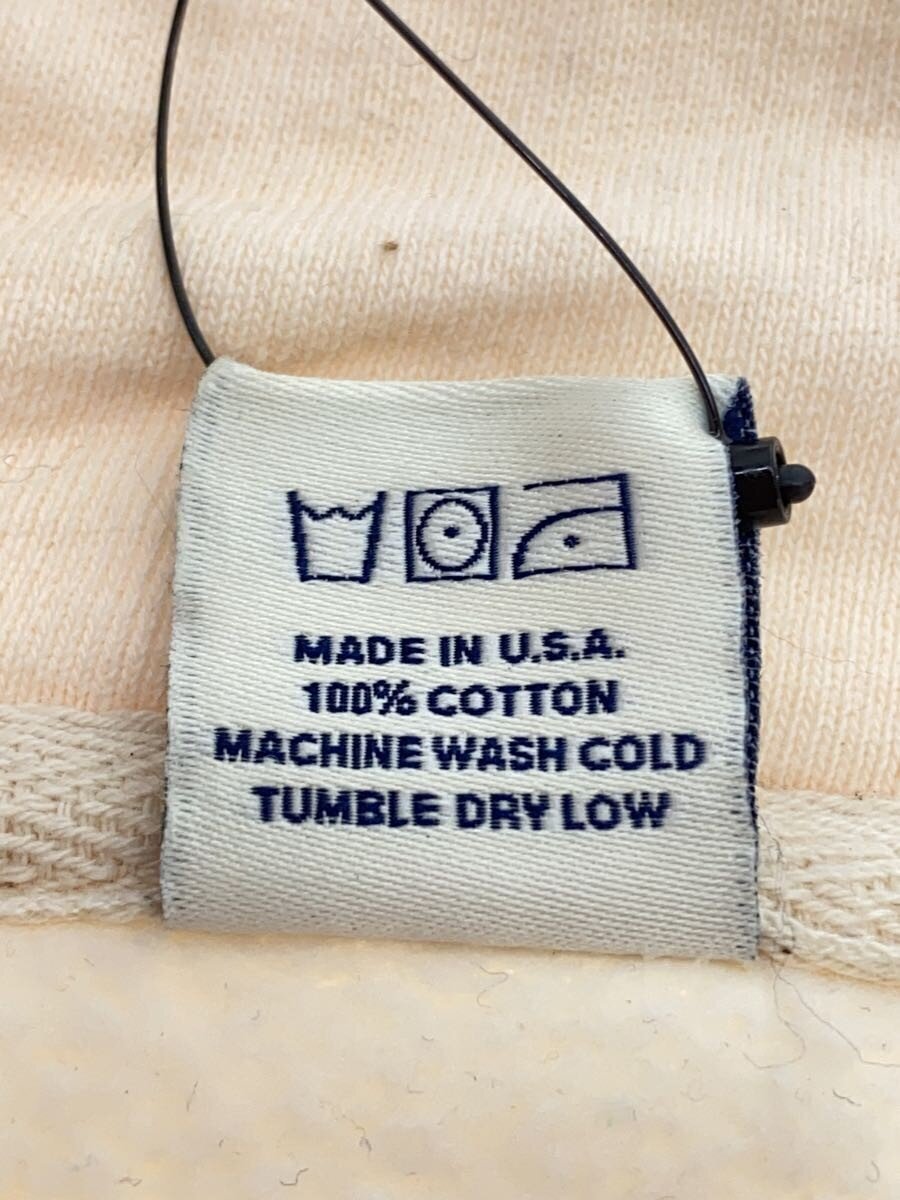 MADE IN U.S.A.
100% COTTON
MACHINE WASH COLD
TUMBLE DRY LOW